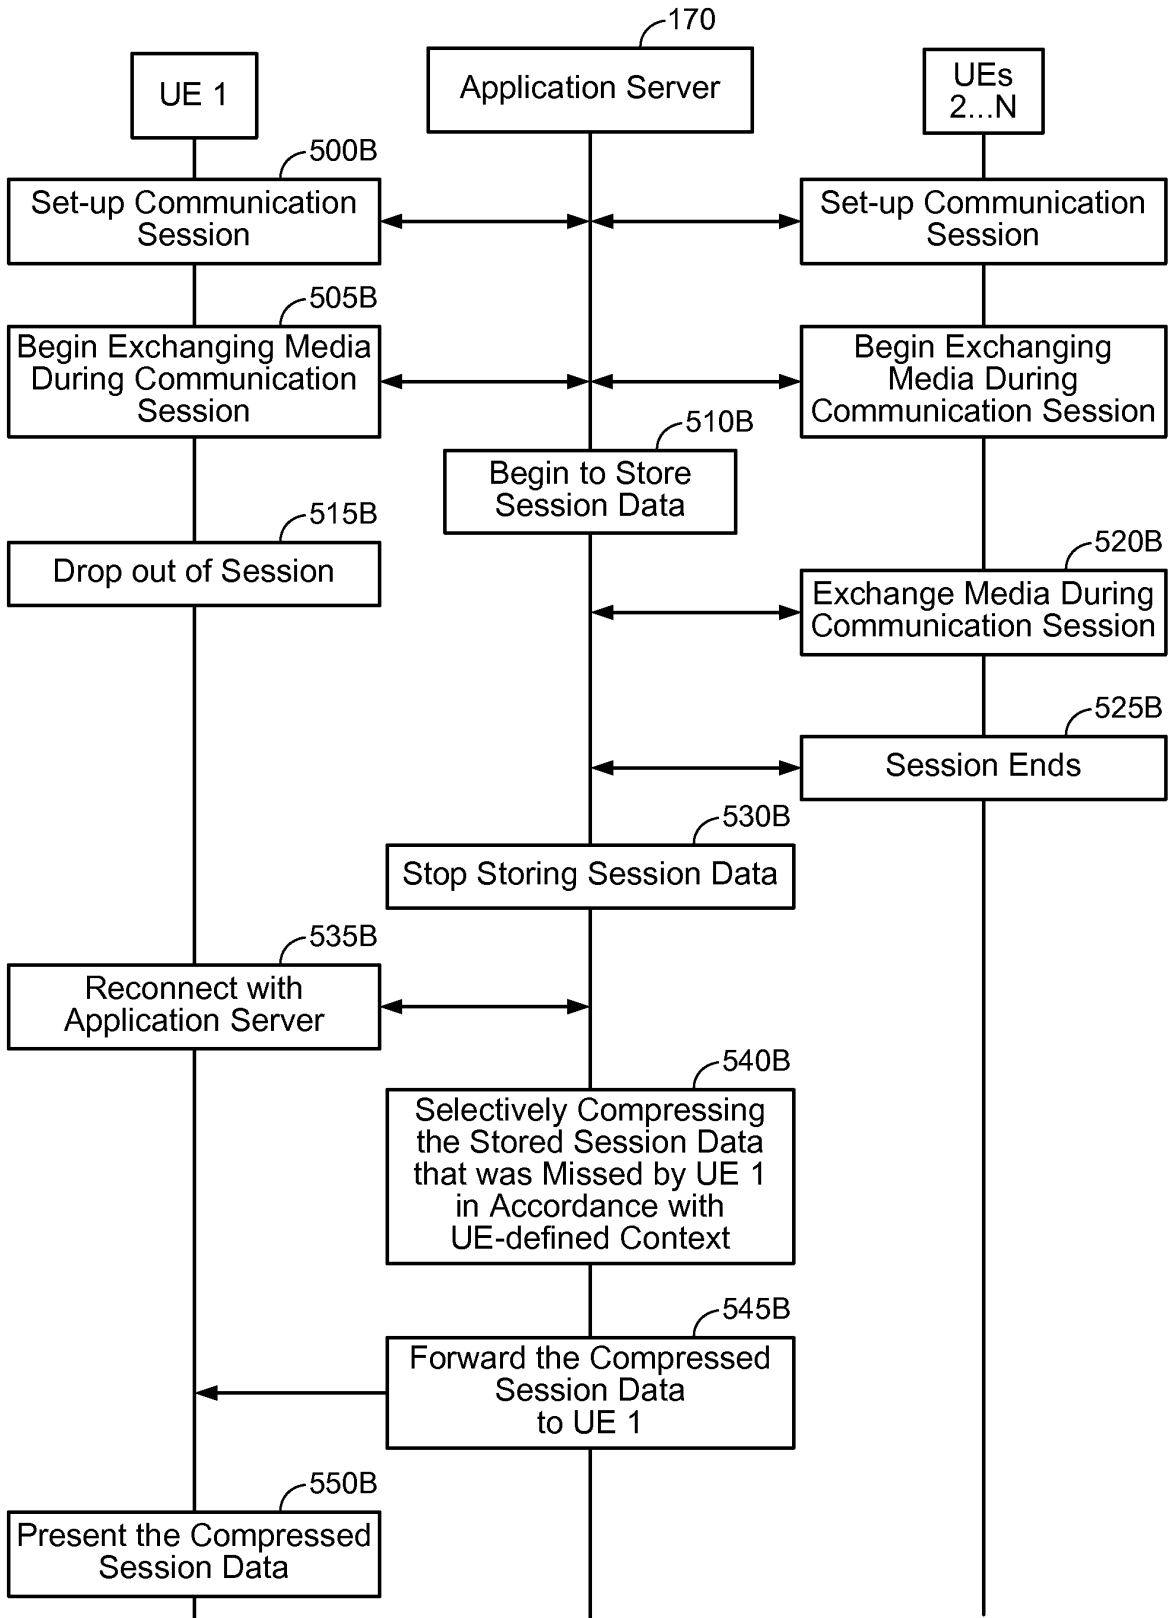 170
UE 1
Application Server
UEs
2...N
500B
Set-up Communication
Session
Set-up Communication
Session
505B
Begin Exchanging Media
During Communication
Session
Begin Exchanging
Media During
Communication Session
510B
Begin to Store
Session Data
515B
Drop out of Session
520B
Exchange Media During
Communication Session
525B
Session Ends
530B
Stop Storing Session Data
535B
Reconnect with
Application Server
540B
Selectively Compressing
the Stored Session Data
that was Missed by UE 1
in Accordance with
UE-defined Context
545B
Forward the Compressed
Session Data
to UE 1
550B
Present the Compressed
Session Data